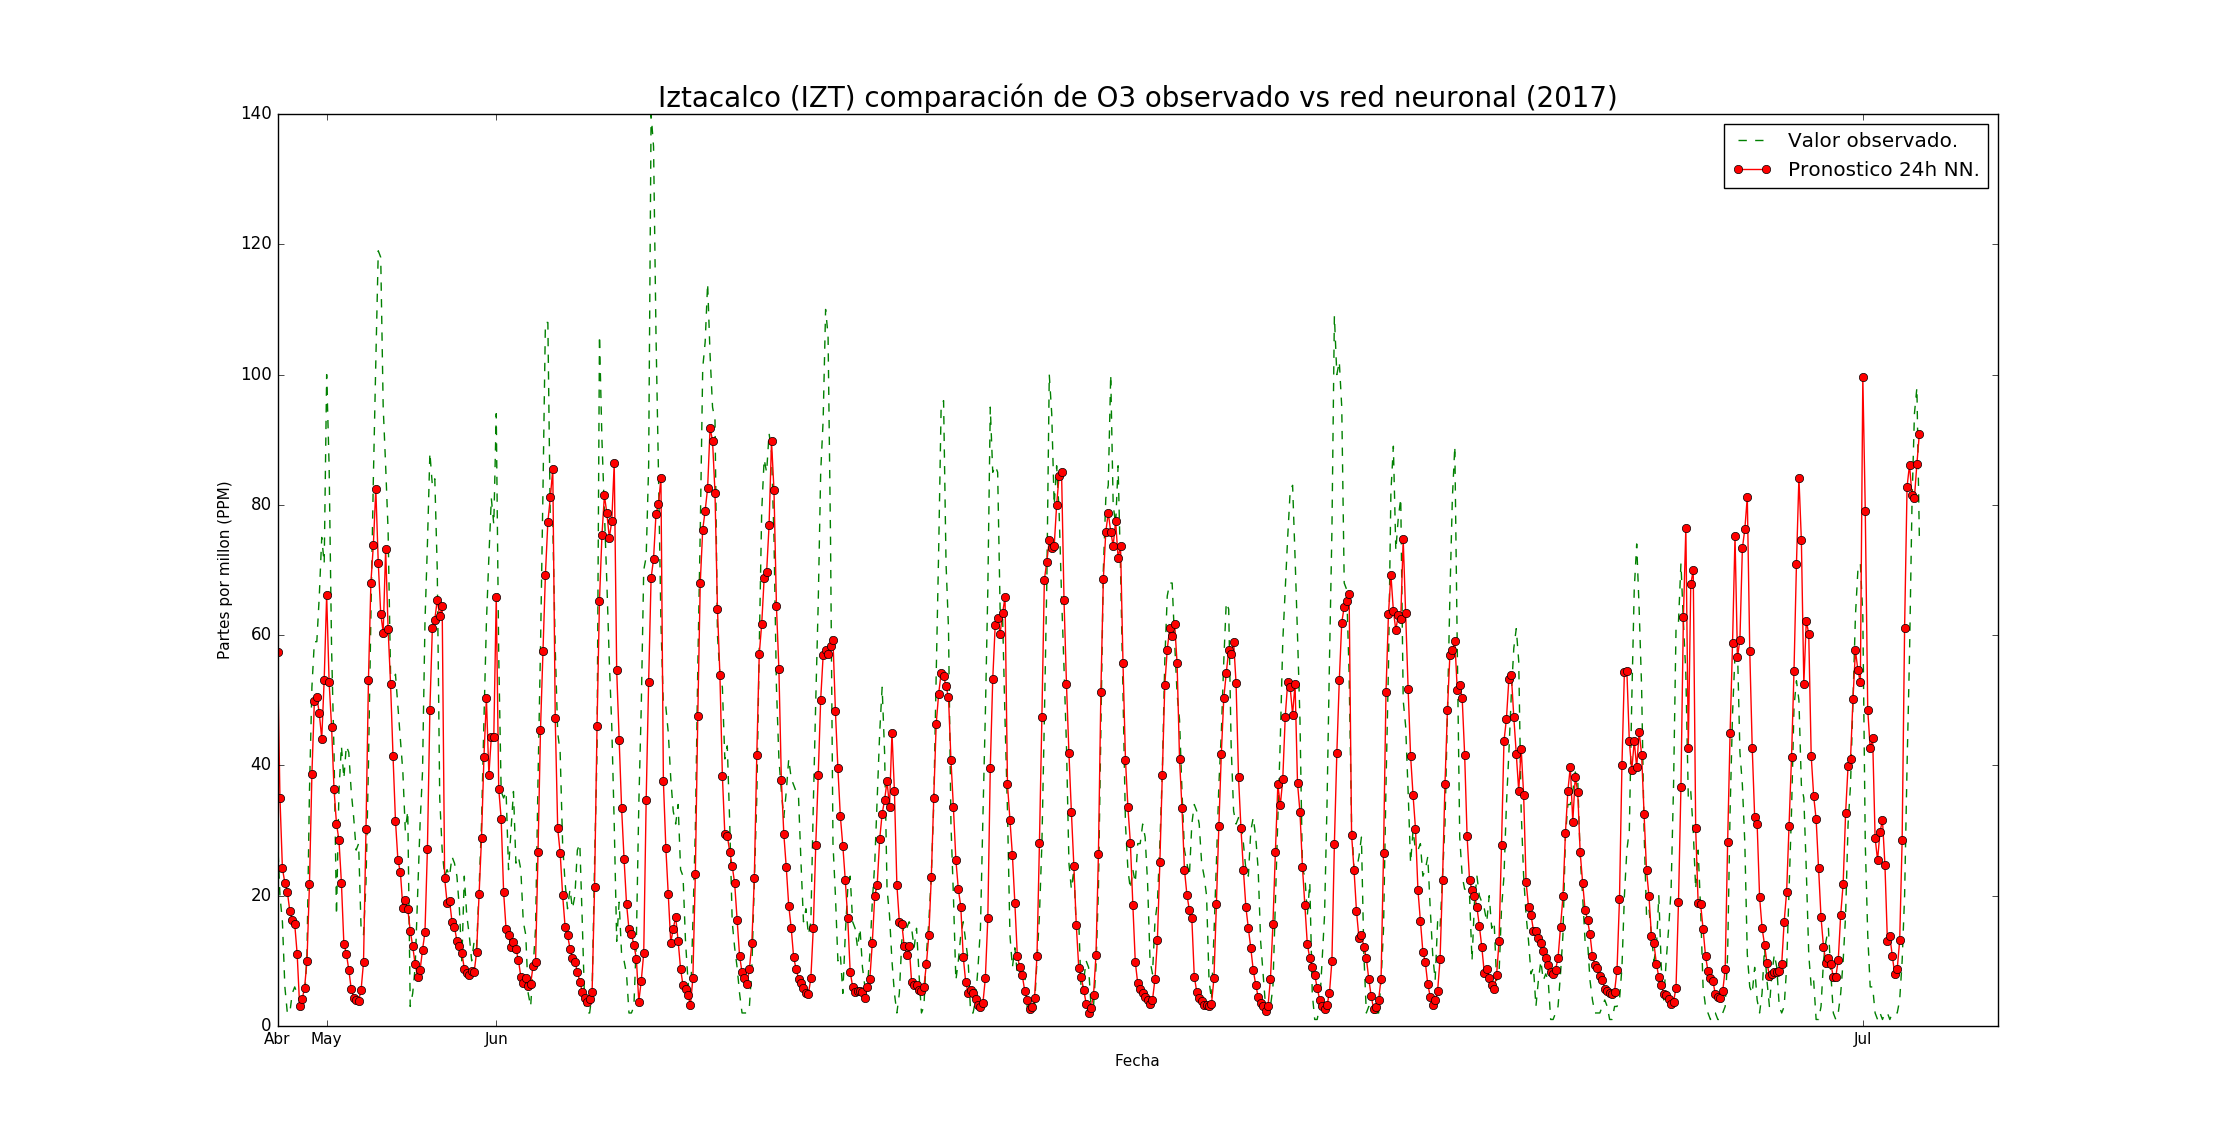 Iztacalco (IZT) comparación de O3 observado vs red neuronal (2017)
140
Valor observado.
Pronostico 24h NN.
120
100
80
Partes por millon (PPM)
60
40
20
0
Abr May Jun Jul
Fecha